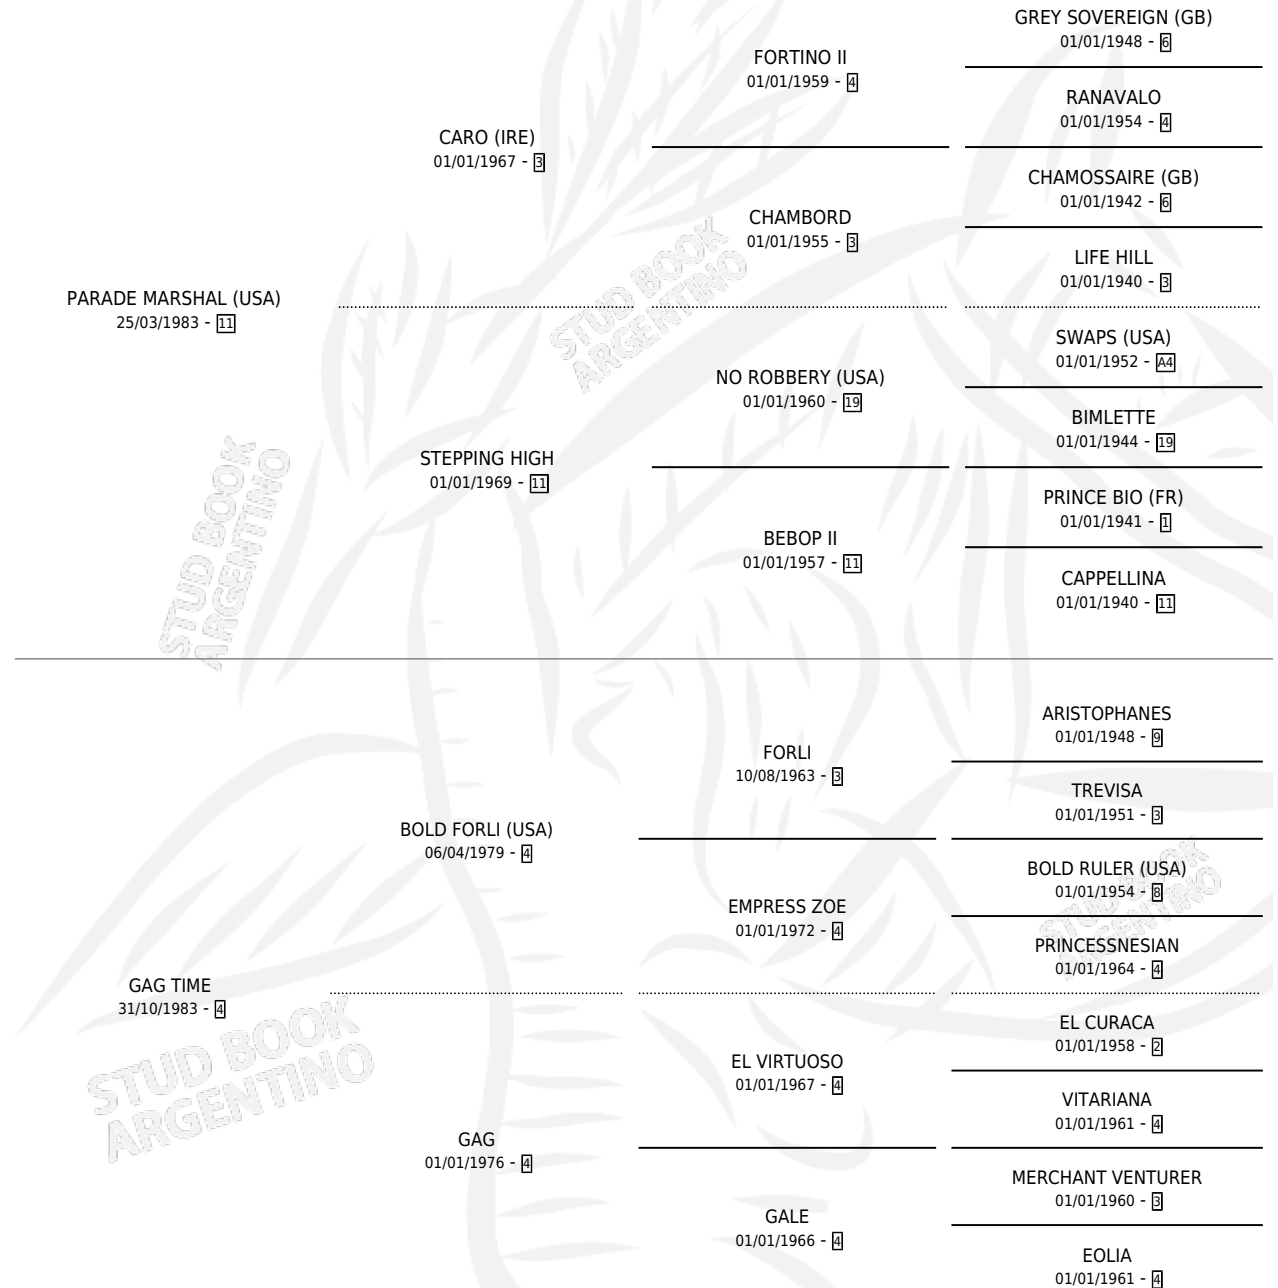 GREY SOVEREIGN (GB)
01/01/1948 - 6
FORTINO II
01/01/1959 - 4
RANAVALO
01/01/1954 - 4
CARO (IRE)
01/01/1967 - 3
CHAMOSSAIRE (GB)
01/01/1942 - 6
CHAMBORD
01/01/1955 - 3
LIFE HILL
01/01/1940 - 3
PARADE MARSHAL (USA)
25/03/1983 - 11
SWAPS (USA)
01/01/1952 - A4
NO ROBBERY (USA)
01/01/1960 - 19
BIMLETTE
01/01/1944 - 19
STEPPING HIGH
01/01/1969 - 11
PRINCE BIO (FR)
01/01/1941 - 1
BEBOP II
01/01/1957 - 11
CAPPELLINA
01/01/1940 - 11
ARISTOPHANES
01/01/1948 - 9
FORLI
10/08/1963 - 3
TREVISA
01/01/1951 - 3
BOLD FORLI (USA)
06/04/1979 - 4
BOLD RULER (USA)
01/01/1954 - 8
EMPRESS ZOE
01/01/1972 - 4
PRINCESSNESIAN
01/01/1964 - 4
GAG TIME
31/10/1983 - 4
EL CURACA
01/01/1958 - 2
EL VIRTUOSO
01/01/1967 - 4
VITARIANA
01/01/1961 - 4
GAG
01/01/1976 - 4
MERCHANT VENTURER
01/01/1960 - 3
GALE
01/01/1966 - 4
EOLIA
01/01/1961 - 4
STUD BOOK
ARGENTINO
STUD BOOK
ARGENTINO
STUD BOOK
ARGENTINO
STUD BOOK
ARGENTINO